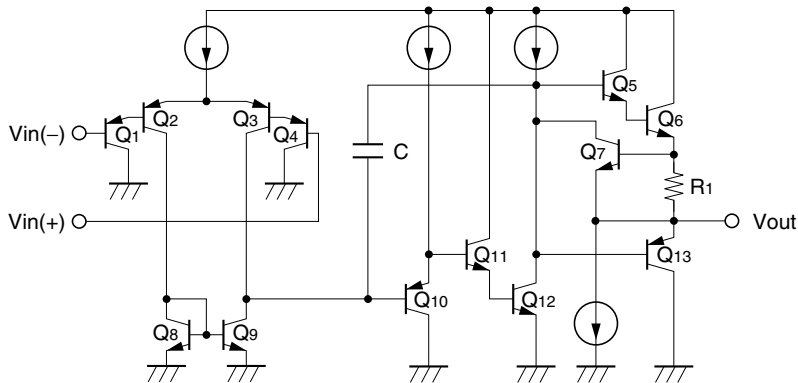 Q5
Q6
Q2
Q3
Q1
Q4
Vin(−)
C
Q7
R1
Vin(+)
Vout
Q11
Q13
Q10
Q12
Q8
Q9